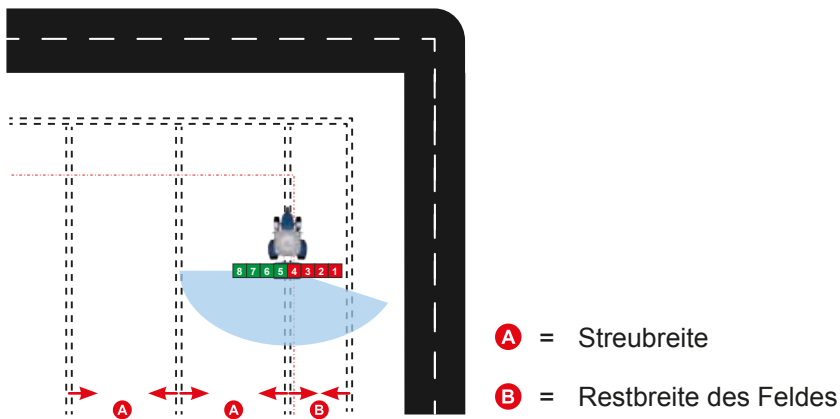 8 7 6 5 4 3 2 1
A A B
A = Streubreite
B = Restbreite des Feldes